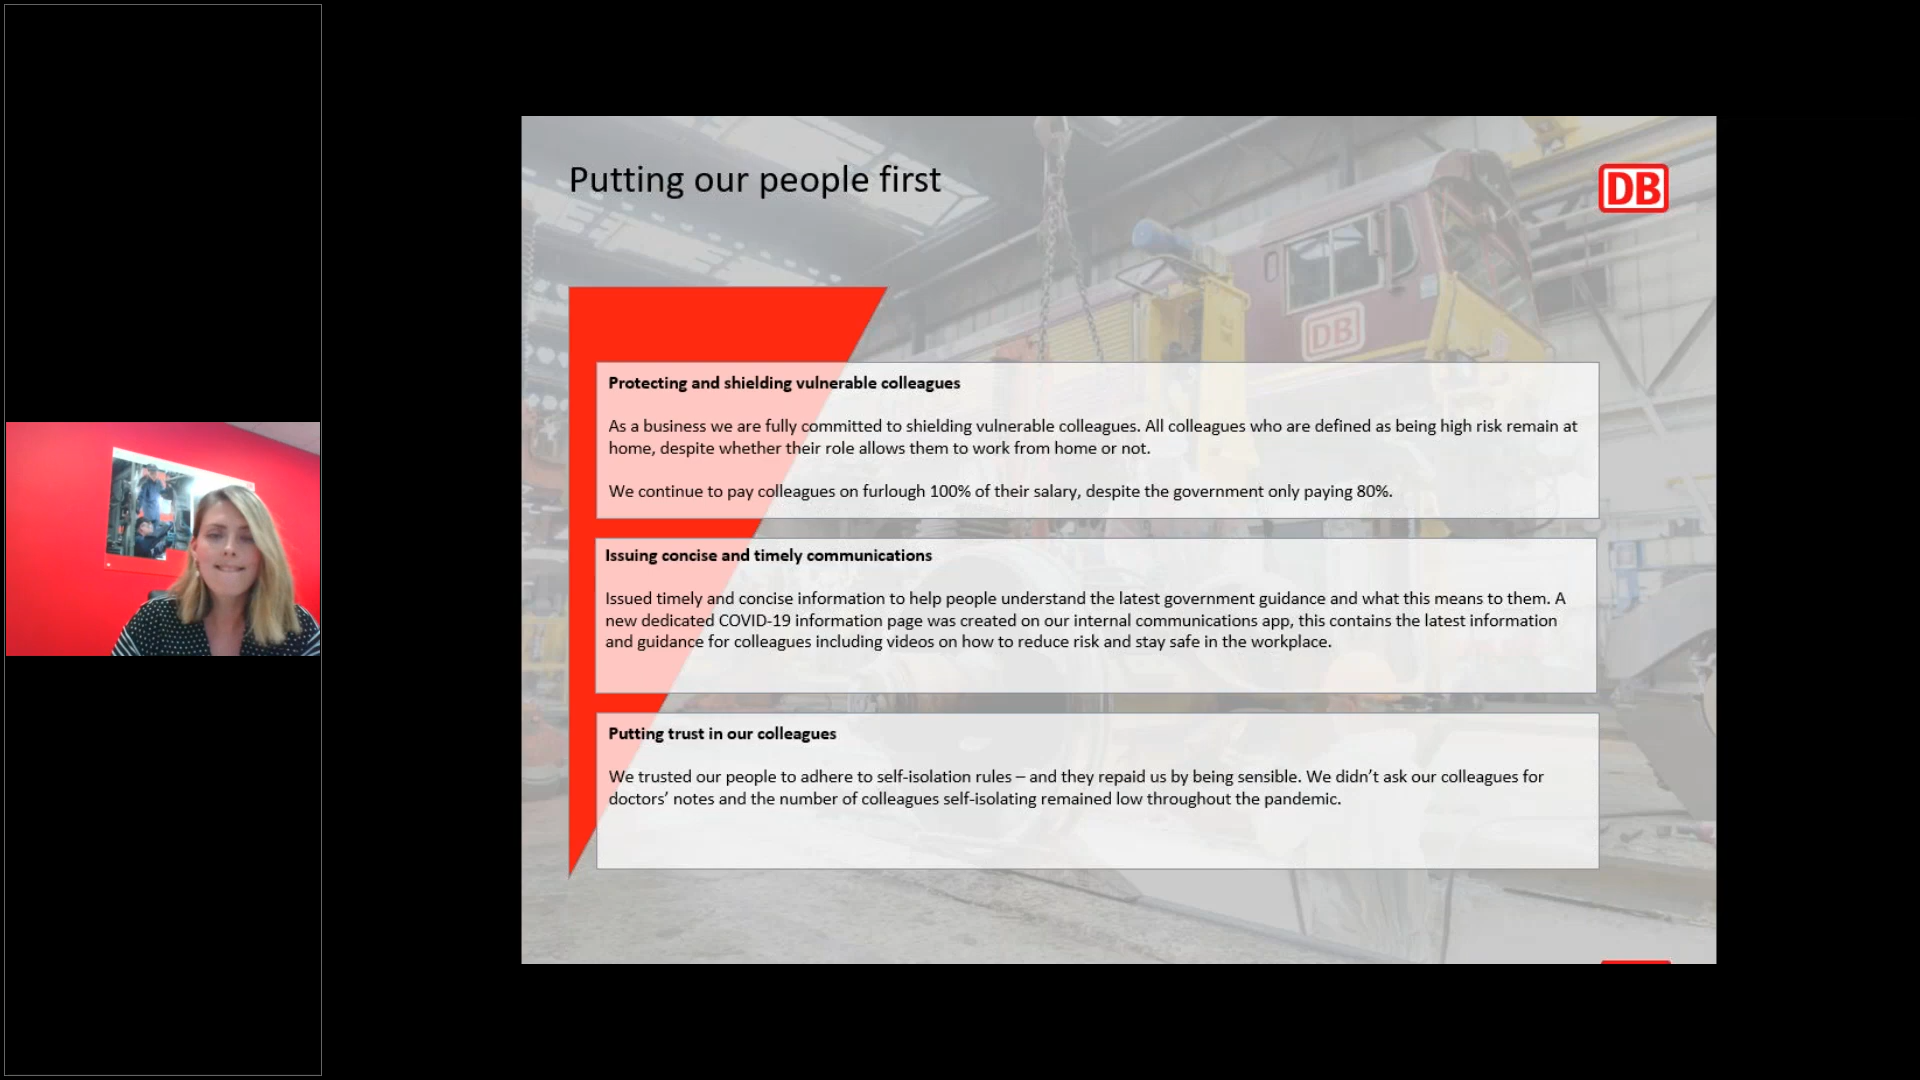 Putting our people first
DB
DB
Protecting and shielding vulnerable colleagues
As a business we are fully committed to shielding vulnerable colleagues. All colleagues who are defined as being high risk remain at
home, despite whether their role allows them to work from home or not.
We continue to pay colleagues on furlough 100% of their salary, despite the government only paying 80%.
Issuing concise and timely communications
Issued timely and concise information to help people understand the latest government guidance and what this means to them. A
new dedicated COVID-19 information page was created on our internal communications app, this contains the latest information
and guidance for colleagues including videos on how to reduce risk and stay safe in the workplace.
Putting trust in our colleagues
We trusted our people to adhere to self-isolation rules – and they repaid us by being sensible. We didn’t ask our colleagues for
doctors’ notes and the number of colleagues self-isolating remained low throughout the pandemic.